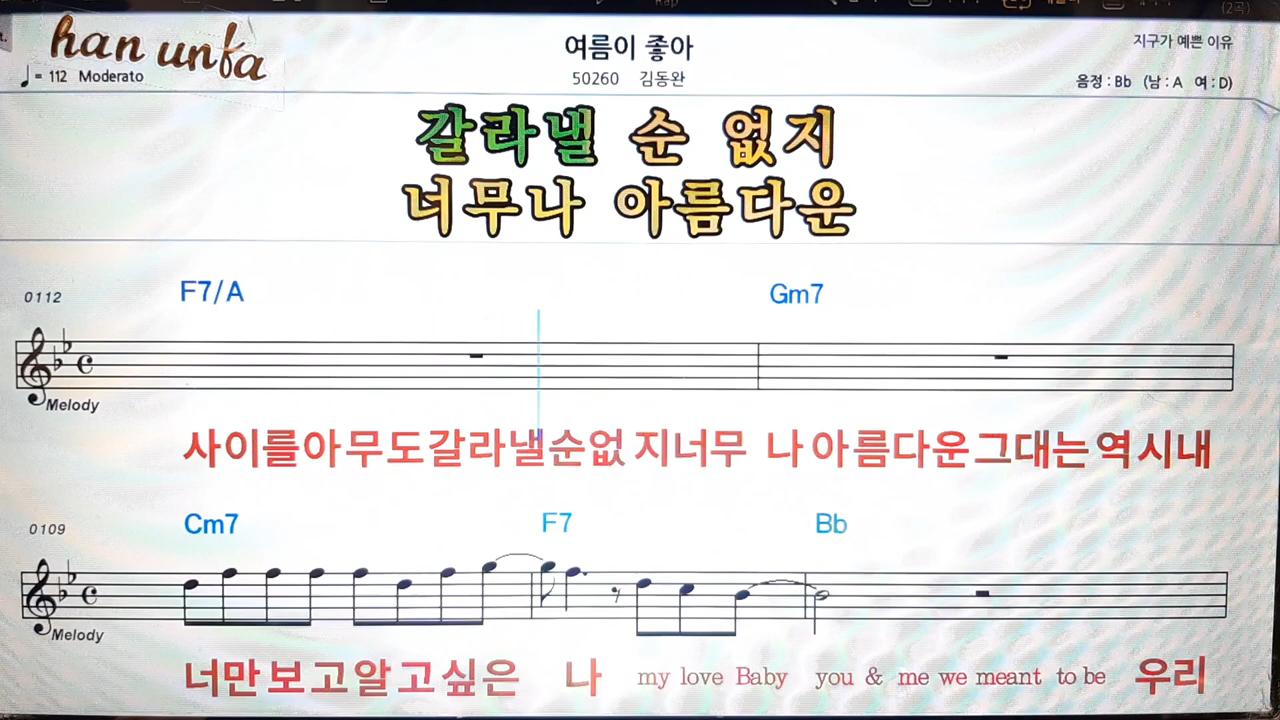 han unfa
여름이 좋아
지구가 예쁜 이유
♩ = 112 Moderato
50260 김동완
음정 : Bb (남 : A 여 : D)
갈라낼 순 없지
너무나 아름다운
0112
F7/A Gm7
Melody
사이를아무도갈라낼순없 지너무 나아름다운그대는역시내
0109
Cm7 F7 Bb
Melody
너만보고알고싶은 나 my love Baby you & me we meant to be 우리